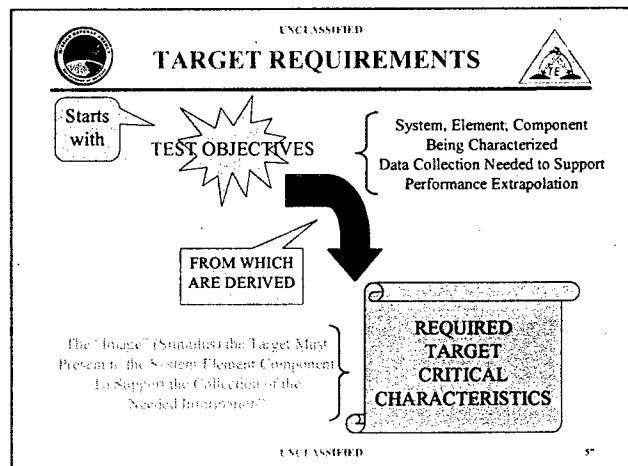 UNCLASSIFIED
TARGET REQUIREMENTS
TE
Starts
with
TEST OBJECTIVES
System, Element, Component
Being Characterized
Data Collection Needed to Support
Performance Extrapolation
FROM WHICH
ARE DERIVED
The "Image" (Stimulus) the Target Must
Present to the System Element Component
To Support the Collection of the
Needed Information
REQUIRED
TARGET
CRITICAL
CHARACTERISTICS
UNCLASSIFIED
57